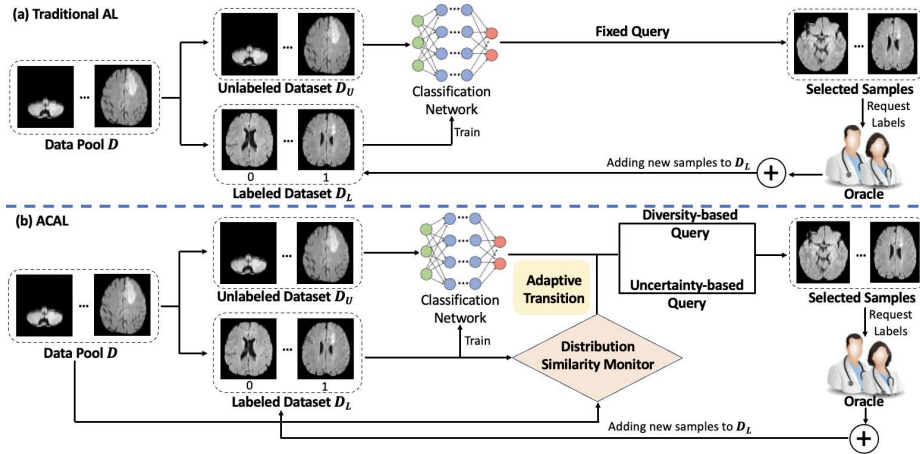 (a) Traditional AL
Fixed Query
Unlabeled Dataset D_U
Selected Samples
Classification
Network
Request
Labels
Data Pool D
Train
0
1
Labeled Dataset D_L
Adding new samples to D_L
Oracle
(b) ACAL
Diversity-based
Query
Unlabeled Dataset D_U
Adaptive
Transition
Uncertainty-based
Query
Selected Samples
Classification
Network
Request
Labels
Data Pool D
Train
Distribution
Similarity Monitor
0
1
Labeled Dataset D_L
Oracle
Adding new samples to D_L